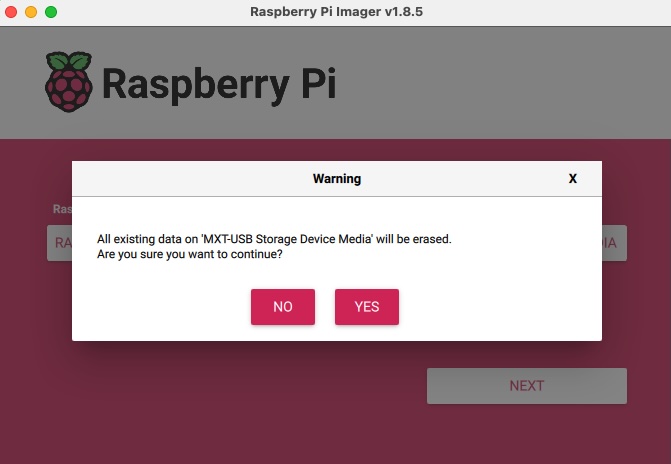 Raspberry Pi Imager v1.8.5
Raspberry Pi
Warning
X
Ras
RA
IA
All existing data on 'MXT-USB Storage Device Media' will be erased.
Are you sure you want to continue?
NO YES
NEXT